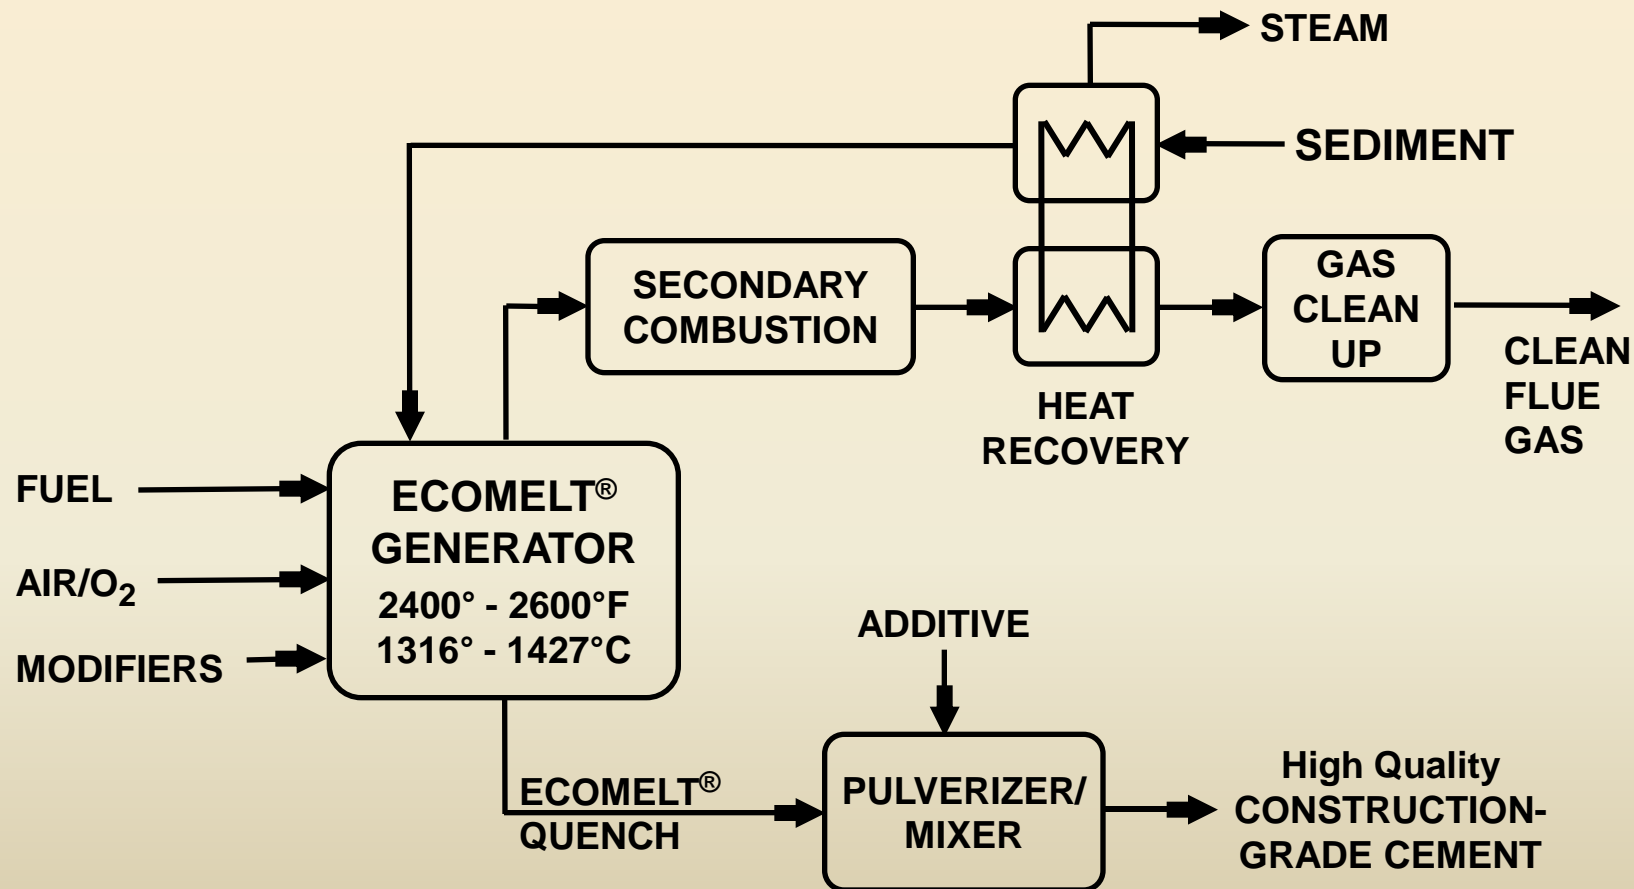 STEAM
SEDIMENT
SECONDARY
COMBUSTION
HEAT
RECOVERY
GAS
CLEAN
UP
CLEAN
FLUE
GAS
FUEL
AIR/O₂
MODIFIERS
ECOMELT®
GENERATOR
2400° - 2600°F
1316° - 1427°C
ECOMELT®
QUENCH
ADDITIVE
PULVERIZER/
MIXER
High Quality
CONSTRUCTION-
GRADE CEMENT